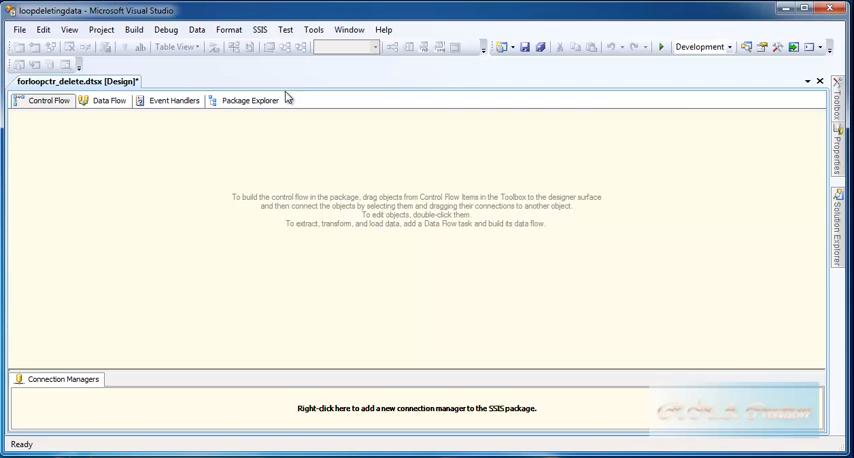 loopdeletingdata - Microsoft Visual Studio
File Edit View Project Build Debug Data Format SSIS Test Tools Window Help
ab Table View Development
forloopctr_delete.dtsx [Design]*
Control Flow Data Flow Event Handlers Package Explorer
To build the control flow in the package, drag objects from Control Flow Items in the Toolbox to the designer surface
and then connect the objects by selecting them and dragging their connections to another object.
To edit objects, double-click them.
To extract, transform, and load data, add a Data Flow task and build its data flow.
Toolbox
Properties
Solution Explorer
Connection Managers
Right-click here to add a new connection manager to the SSIS package.
Ready